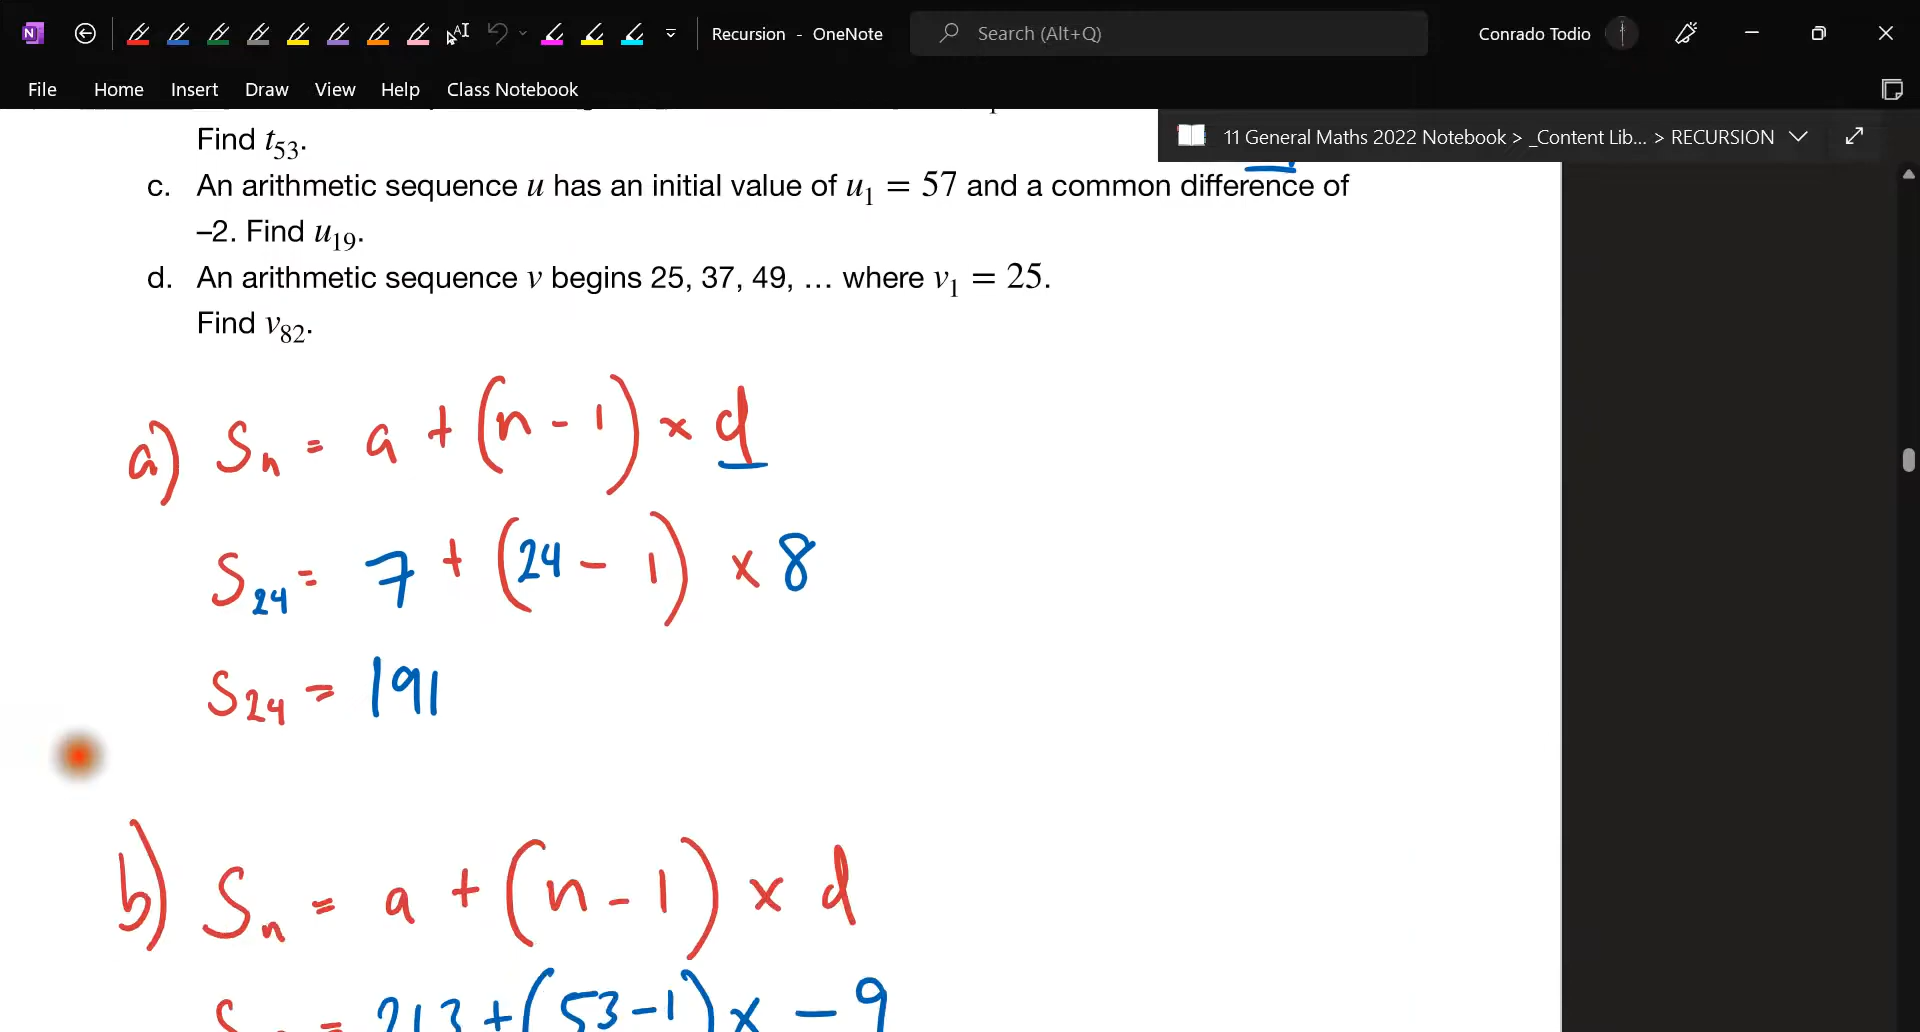 Recursion - OneNote
Search (Alt+Q)
Conrado Todio
File Home Insert Draw View Help Class Notebook
11 General Maths 2022 Notebook > _Content Lib... > RECURSION
Find t₅₃.
c. An arithmetic sequence u has an initial value of u₁ = 57 and a common difference of
–2. Find u₁₉.
d. An arithmetic sequence v begins 25, 37, 49, … where v₁ = 25.
Find v₈₂.
a) Sₙ = a + (n - 1) × d
S₂₄ = 7 + (24 - 1) × 8
S₂₄ = 191
b) Sₙ = a + (n - 1) × d
= 213 + (53 - 1) × - 9